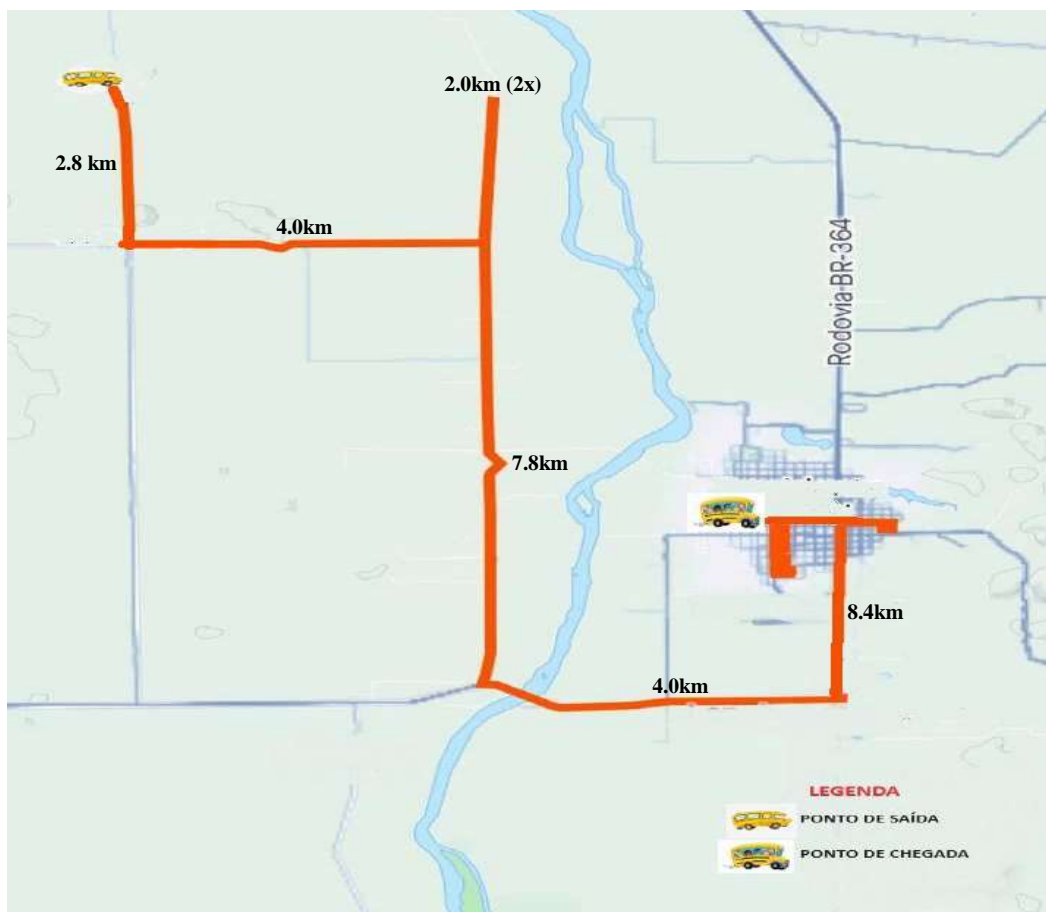 2.0km (2x)
2.8 km
4.0km
Rodovia BR-364
7.8km
8.4km
4.0km
LEGENDA
PONTO DE SAÍDA
PONTO DE CHEGADA